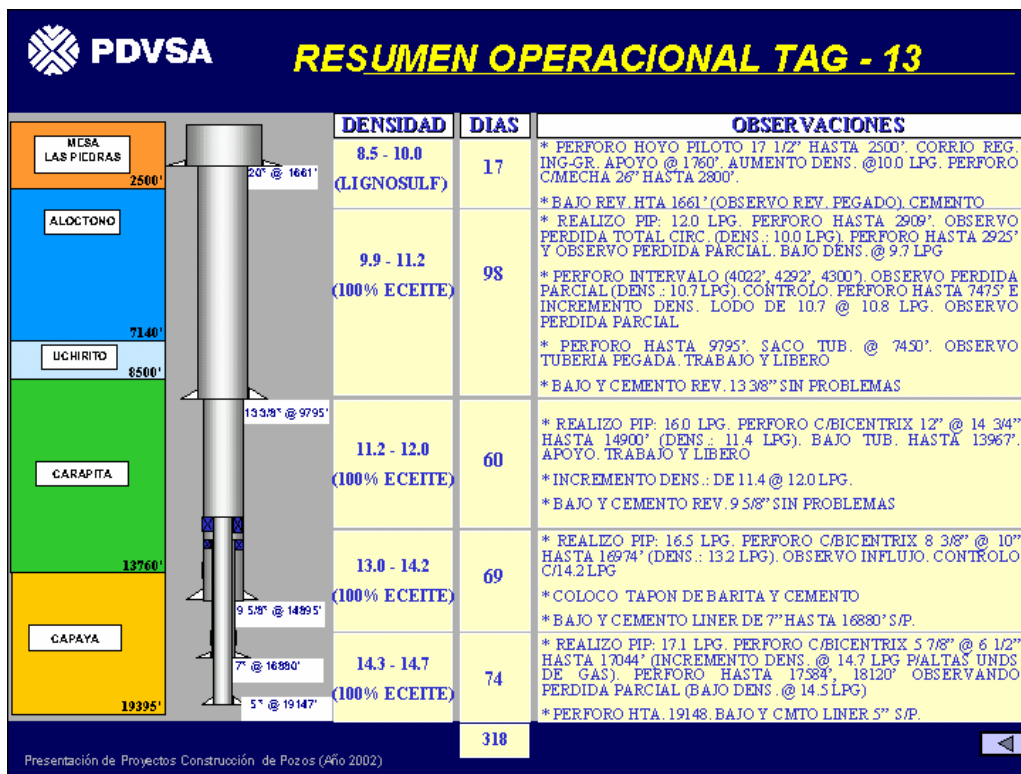 PDVSA
RESUMEN OPERACIONAL TAG - 13
DENSIDAD
DIAS
OBSERVACIONES
MESA
LAS PIEDRAS
2500'
ALOCTONO
7140'
UCHIRITO
8500'
CARAPITA
13760'
CAPAYA
19395'
20" @ 1661'
13 3/8" @ 9795'
9 5/8" @ 14895'
7" @ 16880'
5" @ 19147'
8.5 - 10.0
(LIGNOSULF)
17
* PERFORO HOYO PILOTO 17 1/2" HASTA 2500'. CORRIO REG.
ING-GR. APOYO @ 1760'. AUMENTO DENS. @10.0 LPG. PERFORO
C/MECHA 26" HASTA 2800'.
* BAJO REV. HTA 1661' (OBSERVO REV. PEGADO). CEMENTO
9.9 - 11.2
(100% ECEITE)
98
* REALIZO PIP: 12.0 LPG. PERFORO HASTA 2909'. OBSERVO
PERDIDA TOTAL CIRC. (DENS.: 10.0 LPG). PERFORO HASTA 2925'
Y OBSERVO PERDIDA PARCIAL. BAJO DENS. @ 9.7 LPG
* PERFORO INTERVALO (4022', 4292', 4300'). OBSERVO PERDIDA
PARCIAL (DENS.: 10.7 LPG). CONTROLO. PERFORO HASTA 7475' E
INCREMENTO DENS. LODO DE 10.7 @ 10.8 LPG. OBSERVO
PERDIDA PARCIAL
* PERFORO HASTA 9795'. SACO TUB. @ 7450'. OBSERVO
TUBERIA PEGADA. TRABAJO Y LIBERO
* BAJO Y CEMENTO REV. 13 3/8" SIN PROBLEMAS
11.2 - 12.0
(100% ECEITE)
60
* REALIZO PIP: 16.0 LPG. PERFORO C/BICENTRIX 12" @ 14 3/4"
HASTA 14900' (DENS.: 11.4 LPG). BAJO TUB. HASTA 13967'.
APOYO. TRABAJO Y LIBERO
* INCREMENTO DENS.: DE 11.4 @ 12.0 LPG.
* BAJO Y CEMENTO REV. 9 5/8" SIN PROBLEMAS
13.0 - 14.2
(100% ECEITE)
69
* REALIZO PIP: 16.5 LPG. PERFORO C/BICENTRIX 8 3/8" @ 10"
HASTA 16974' (DENS.: 13.2 LPG). OBSERVO INFLUJO. CONTROLO
C/14.2 LPG
* COLOCO TAPON DE BARITA Y CEMENTO
* BAJO Y CEMENTO LINER DE 7" HASTA 16880' S/P.
14.3 - 14.7
(100% ECEITE)
74
* REALIZO PIP: 17.1 LPG. PERFORO C/BICENTRIX 5 7/8" @ 6 1/2"
HASTA 17044' (INCREMENTO DENS. @ 14.7 LPG P/ALTAS UNDS
DE GAS). PERFORO HASTA 17584', 18120' OBSERVANDO
PERDIDA PARCIAL (BAJO DENS. @ 14.5 LPG)
* PERFORO HTA. 19148. BAJO Y CMTO LINER 5" S/P.
318
Presentación de Proyectos Construcción de Pozos (Año 2002)